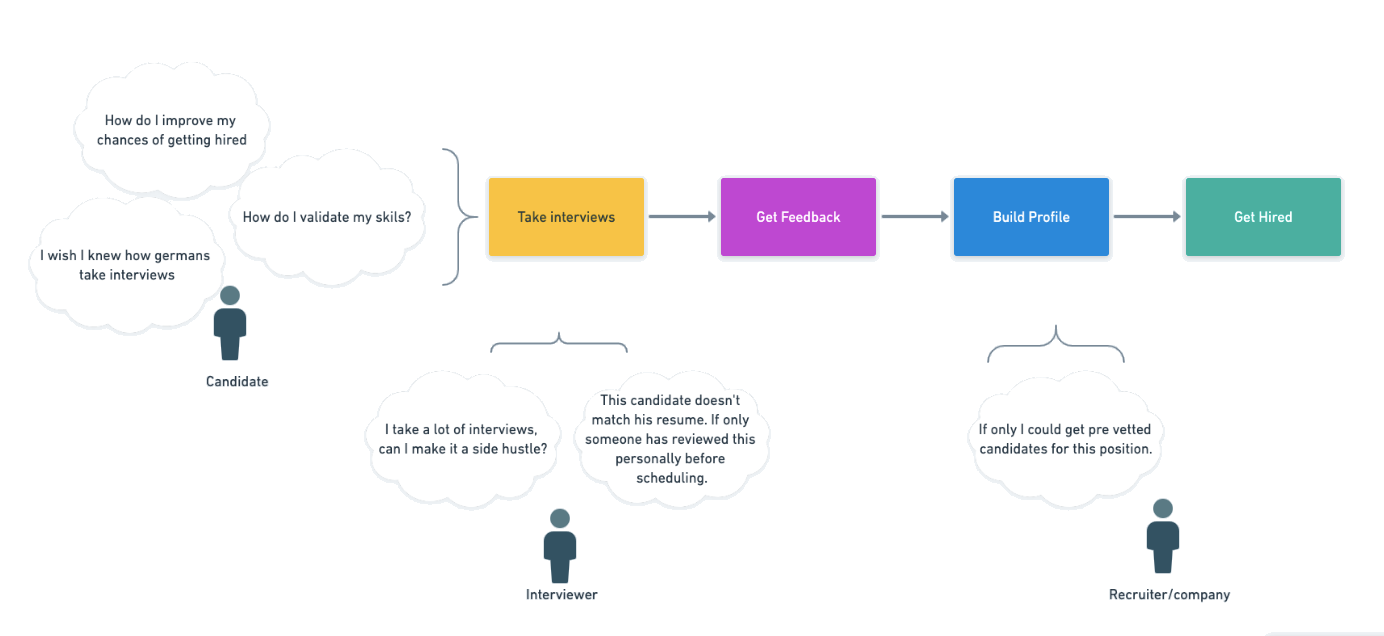 How do I improve my
chances of getting hired
How do I validate my skils?
I wish I knew how germans
take interviews
Candidate
Take interviews
Get Feedback
Build Profile
Get Hired
I take a lot of interviews,
can I make it a side hustle?
This candidate doesn't
match his resume. If only
someone has reviewed this
personally before
scheduling.
Interviewer
If only I could get pre vetted
candidates for this position.
Recruiter/company